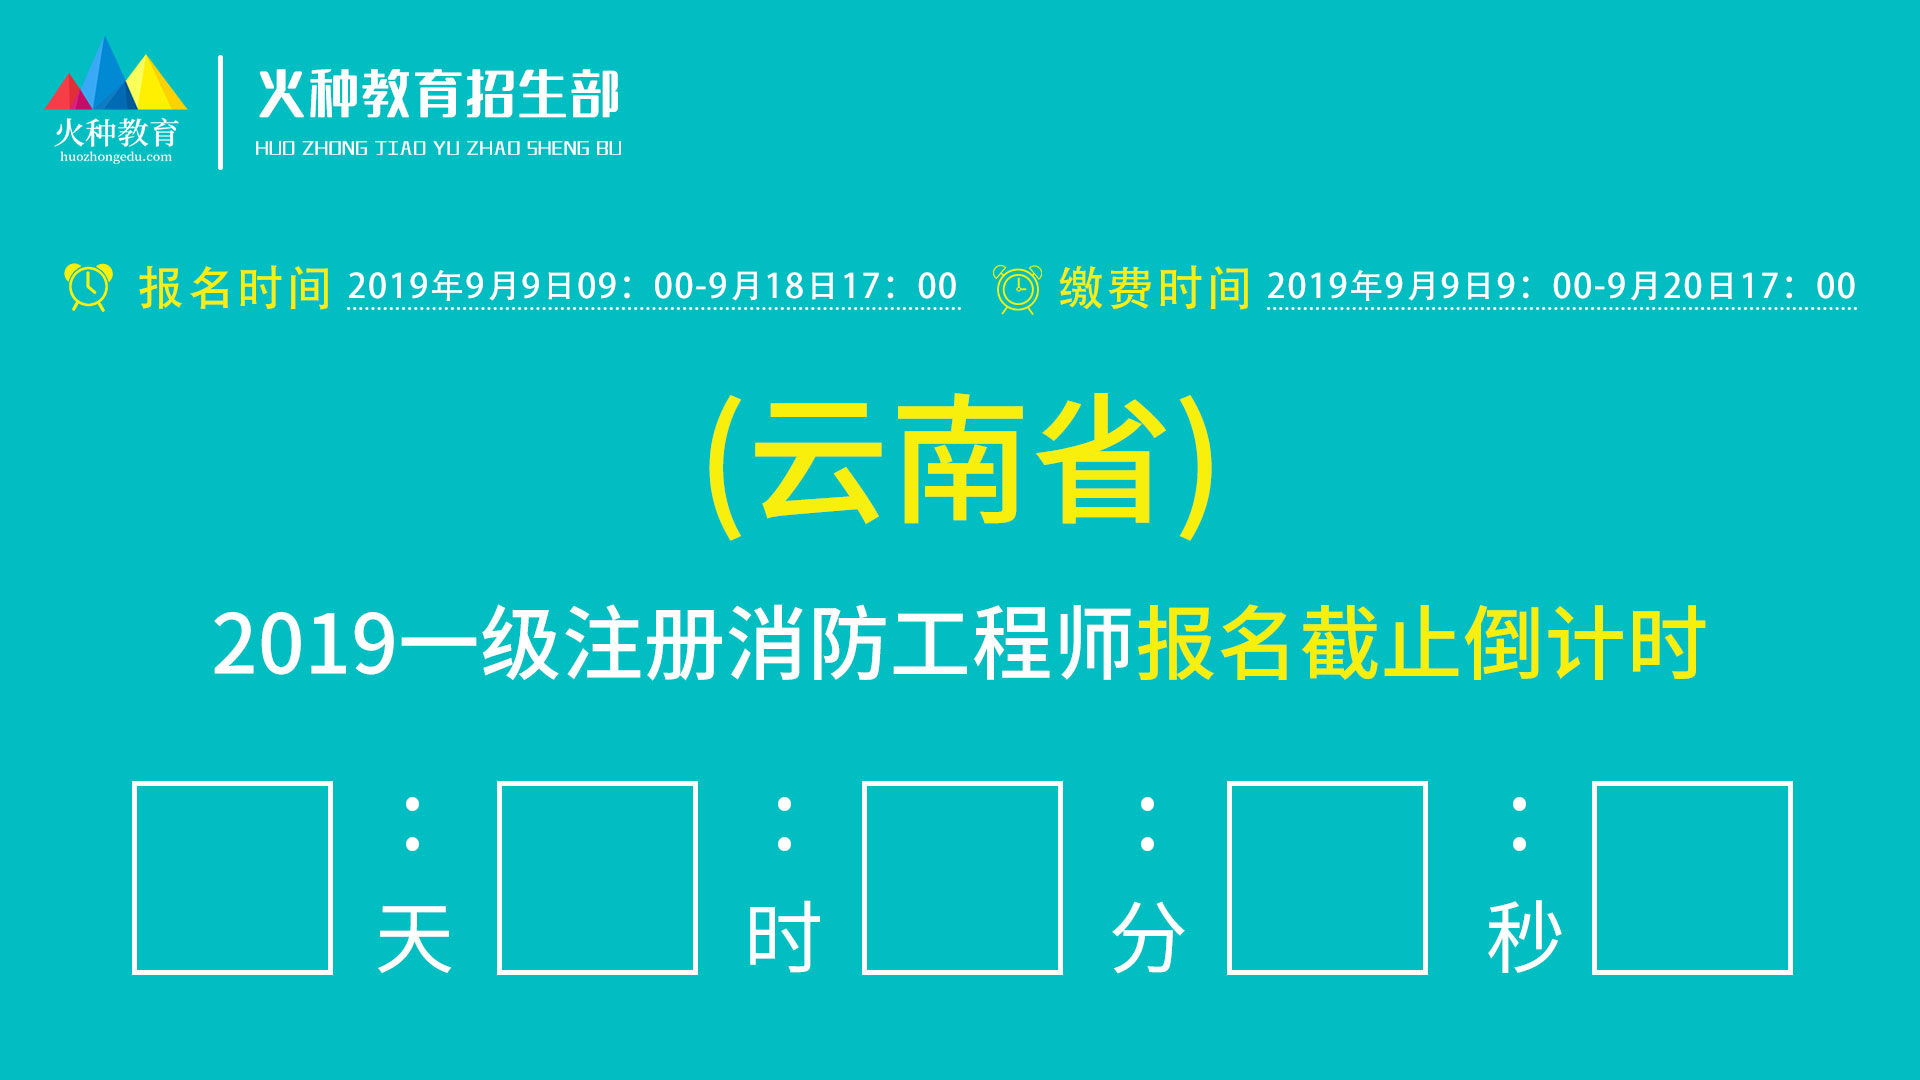 火种教育
huozhongedu.com
火种教育招生部
HUO ZHONG JIAO YU ZHAO SHENG BU
报名时间 2019年9月9日09：00-9月18日17：00
缴费时间 2019年9月9日9：00-9月20日17：00
(云南省)
2019一级注册消防工程师报名截止倒计时
: : : :
天 时 分 秒